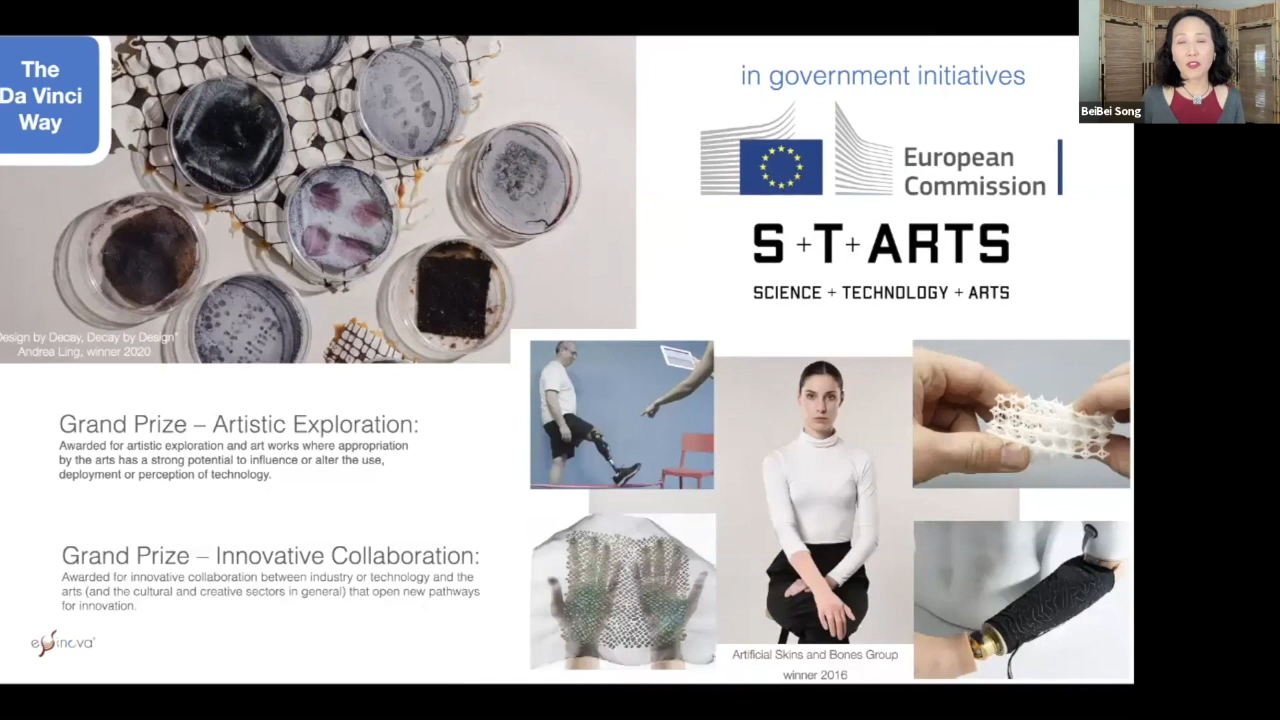 The
Da Vinci
Way
in government initiatives
European
Commission
S+T+ARTS
SCIENCE + TECHNOLOGY + ARTS
BeiBei Song
Design by Decay, Decay by Design"
Andrea Ling, winner 2020
Grand Prize – Artistic Exploration:
Awarded for artistic exploration and art works where appropriation
by the arts has a strong potential to influence or alter the use,
deployment or perception of technology.
Grand Prize – Innovative Collaboration:
Awarded for innovative collaboration between industry or technology and the
arts (and the cultural and creative sectors in general) that open new pathways
for innovation.
Artificial Skins and Bones Group
winner 2016